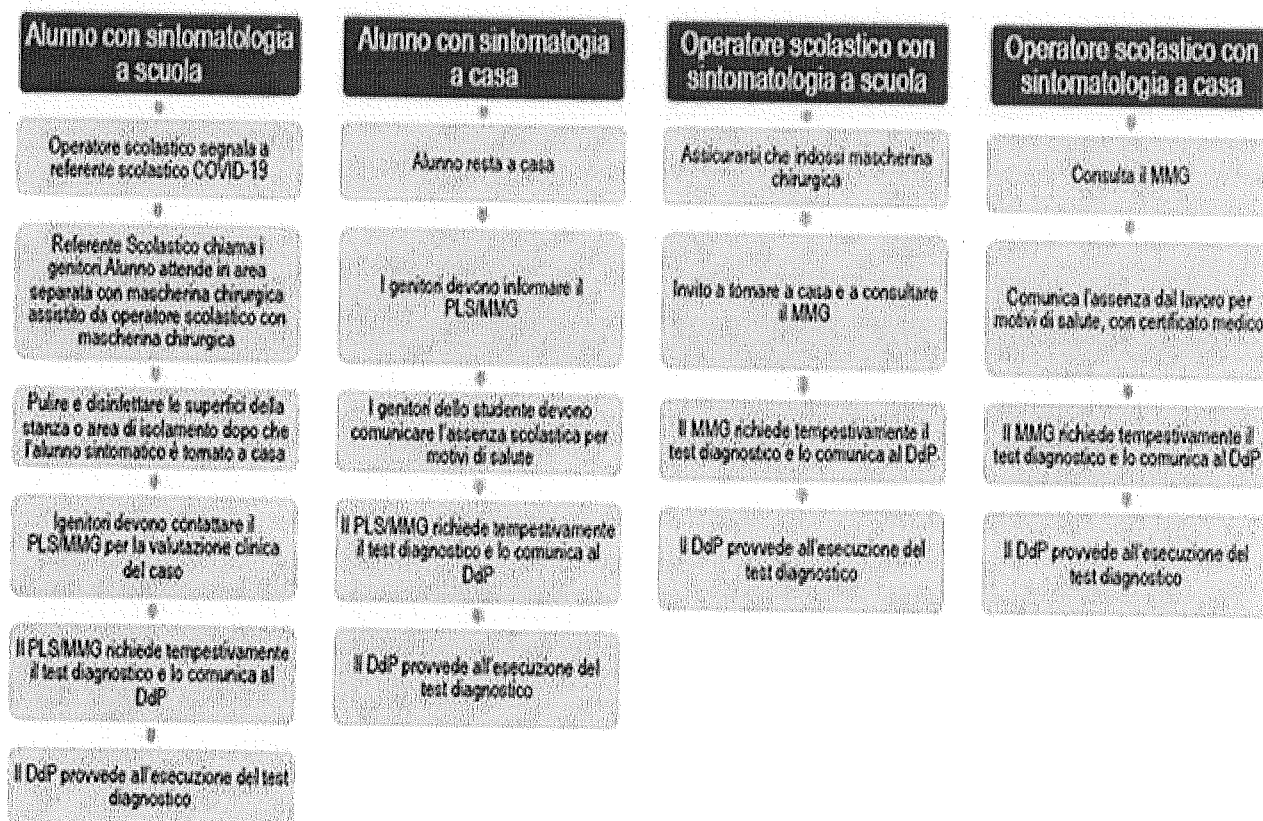 Alunno con sintomatologia
a scuola
Operatore scolastico segnala a
referente scolastico COVID-19
Referente Scolastico chiama i
genitori.Alunno attende in area
separata con mascherina chirurgica
assistito da operatore scolastico con
mascherina chirurgica
Pulire e disinfettare le superfici della
stanza o area di isolamento dopo che
l'alunno sintomatico è tornato a casa
Igenitori devono contattare il
PLS/MMG per la valutazione clinica
del caso
Il PLS/MMG richiede tempestivamente
il test diagnostico e lo comunica al
DdP
Il DdP provvede all'esecuzione del test
diagnostico
Alunno con sintomatogia
a casa
Alunno resta a casa
I genitori devono informare il
PLS/MMG
I genitori dello studente devono
comunicare l'assenza scolastica per
motivi di salute
Il PLS/MMG richiede tempestivamente
il test diagnostico e lo comunica al
DdP
Il DdP provvede all'esecuzione del
test diagnostico
Operatore scolastico con
sintomatologia a scuola
Assicurarsi che indossi mascherina
chirurgica
Invito a tornare a casa e a consultare
il MMG
Il MMG richiede tempestivamente il
test diagnostico e lo comunica al DdP.
Il DdP provvede all'esecuzione del
test diagnostico
Operatore scolastico con
sintomatologia a casa
Consulta il MMG
Comunica l'assenza dal lavoro per
motivi di salute, con certificato medico
Il MMG richiede tempestivamente il
test diagnostico e lo comunica al DdP
Il DdP provvede all'esecuzione del
test diagnostico